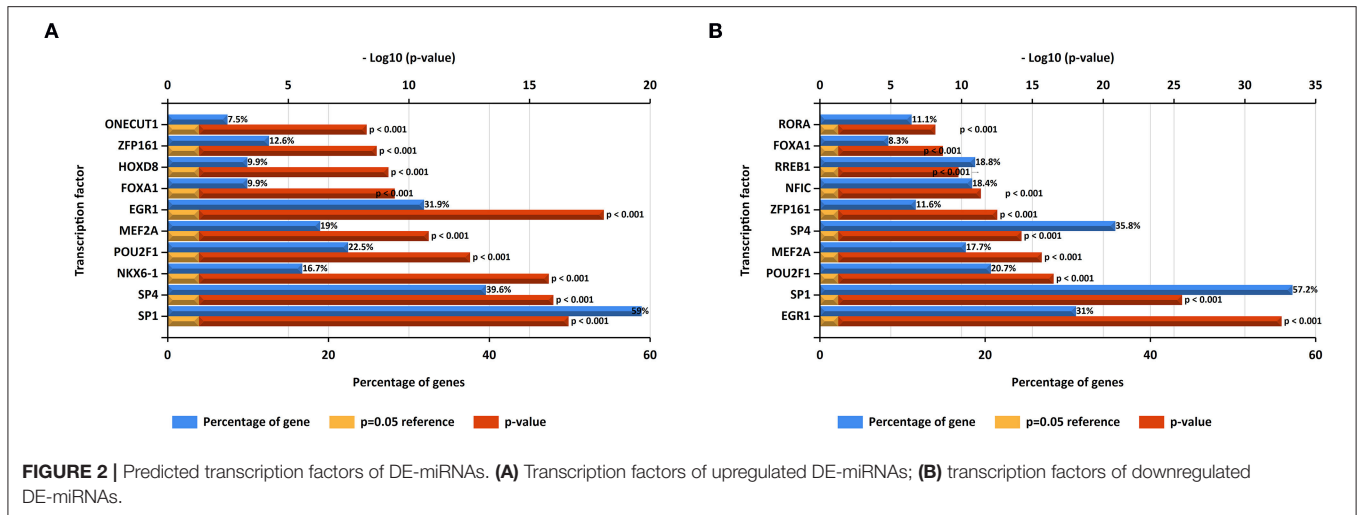 A
- Log10 (p-value)
0 5 10 15 20
Transcription factor
ONECUT1 7.5% p < 0.001
ZFP161 12.6% p < 0.001
HOXD8 9.9% p < 0.001
FOXA1 9.9% p < 0.001
EGR1 31.9% p < 0.001
MEF2A 19% p < 0.001
POU2F1 22.5% p < 0.001
NKX6-1 16.7% p < 0.001
SP4 39.6% p < 0.001
SP1 59% p < 0.001
0 20 40 60
Percentage of genes
Percentage of gene p=0.05 reference p-value
B
- Log10 (p-value)
0 5 10 15 20 25 30 35
Transcription factor
RORA 11.1% p < 0.001
FOXA1 8.3% p < 0.001
RREB1 18.8% p < 0.001
NFIC 18.4% p < 0.001
ZFP161 11.6% p < 0.001
SP4 35.8% p < 0.001
MEF2A 17.7% p < 0.001
POU2F1 20.7% p < 0.001
SP1 57.2% p < 0.001
EGR1 31% p < 0.001
0 20 40 60
Percentage of genes
Percentage of gene p=0.05 reference p-value
FIGURE 2 | Predicted transcription factors of DE-miRNAs. (A) Transcription factors of upregulated DE-miRNAs; (B) transcription factors of downregulated
DE-miRNAs.